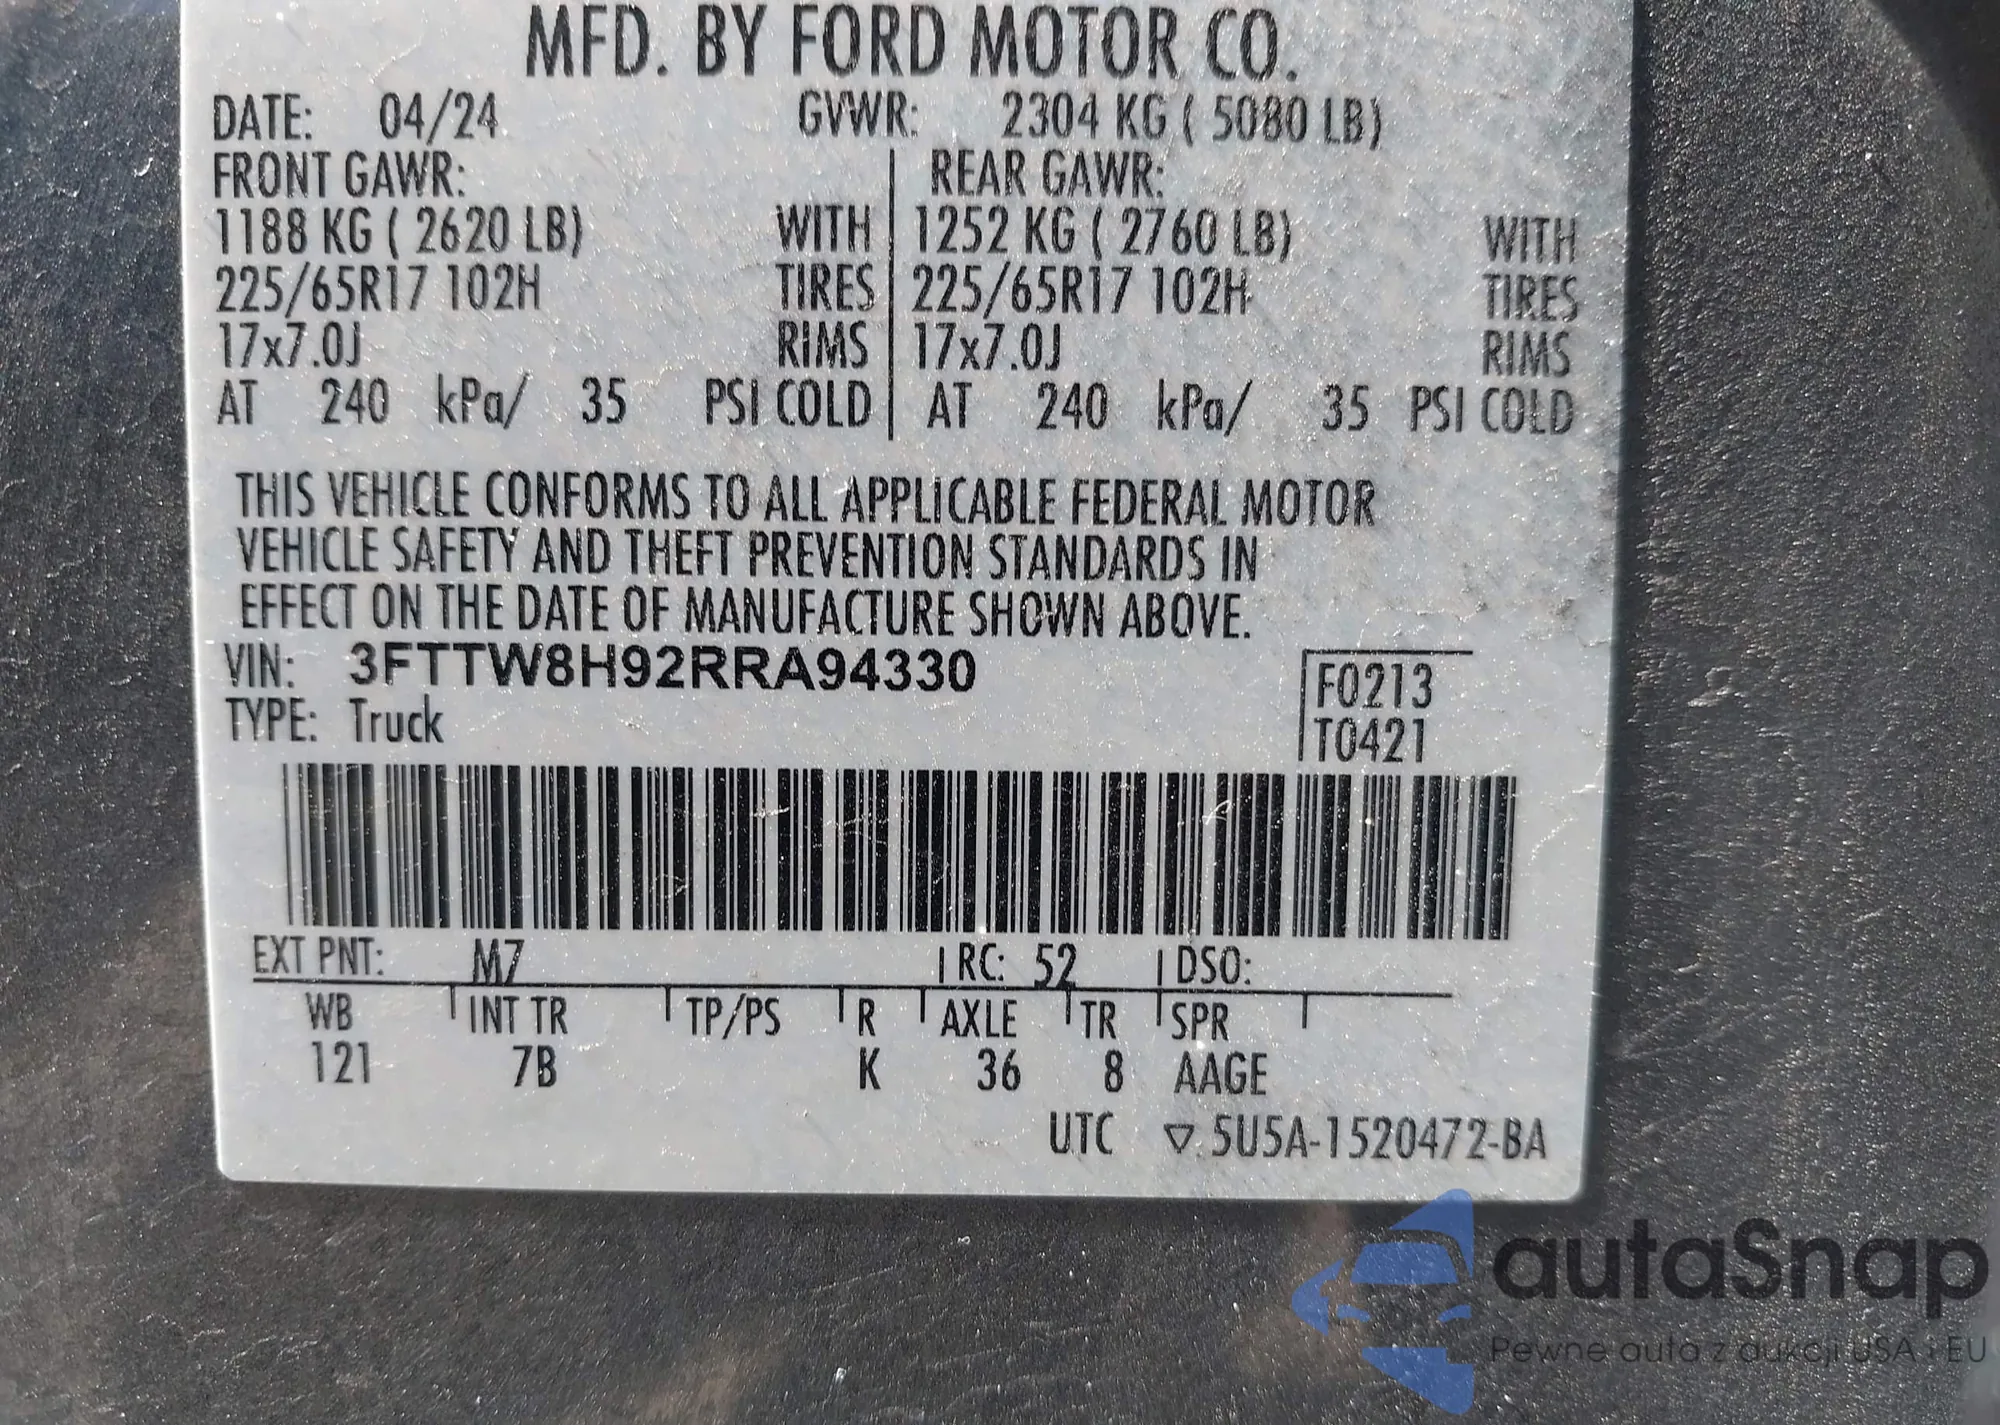 MFD. BY FORD MOTOR CO.
DATE: 04/24 GVWR: 2304 KG ( 5080 LB)
FRONT GAWR: REAR GAWR:
1188 KG ( 2620 LB) WITH 1252 KG ( 2760 LB) WITH
225/65R17 102H TIRES 225/65R17 102H TIRES
17x7.0J RIMS 17x7.0J RIMS
AT 240 kPa/ 35 PSI COLD AT 240 kPa/ 35 PSI COLD
THIS VEHICLE CONFORMS TO ALL APPLICABLE FEDERAL MOTOR
VEHICLE SAFETY AND THEFT PREVENTION STANDARDS IN
EFFECT ON THE DATE OF MANUFACTURE SHOWN ABOVE.
VIN: 3FTTW8H92RRA94330 F0213
TYPE: Truck T0421
EXT PNT: M7 RC: 52 DSO:
WB INT TR TP/PS R AXLE TR SPR
121 7B K 36 8 AAGE
UTC ▽ 5U5A-1520472-BA
autaSnap
Pewne auta z aukcji USA i EU